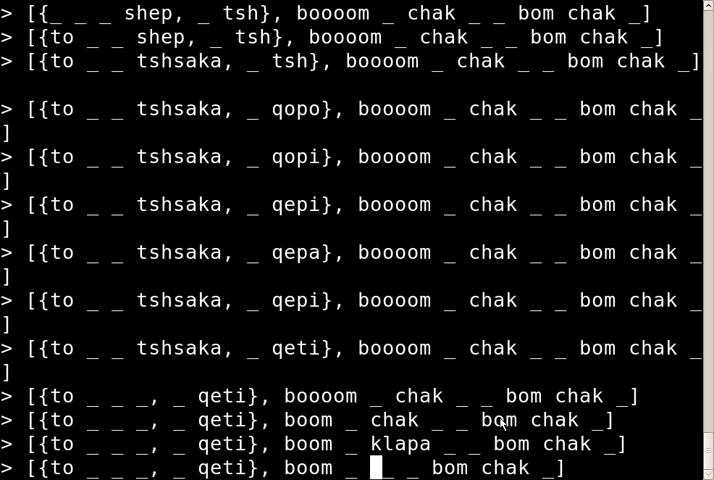 > [{_ _ _ shep, _ tsh}, boooom _ chak _ _ bom chak _]
> [{to _ _ shep, _ tsh}, boooom _ chak _ _ bom chak _]
> [{to _ _ tshsaka, _ tsh}, boooom _ chak _ _ bom chak _]
> [{to _ _ tshsaka, _ qopo}, boooom _ chak _ _ bom chak _
]
> [{to _ _ tshsaka, _ qopi}, boooom _ chak _ _ bom chak _
]
> [{to _ _ tshsaka, _ qepi}, boooom _ chak _ _ bom chak _
]
> [{to _ _ tshsaka, _ qepa}, boooom _ chak _ _ bom chak _
]
> [{to _ _ tshsaka, _ qepi}, boooom _ chak _ _ bom chak _
]
> [{to _ _ tshsaka, _ qeti}, boooom _ chak _ _ bom chak _
]
> [{to _ _ _, _ qeti}, boooom _ chak _ _ bom chak _]
> [{to _ _ _, _ qeti}, boom _ chak _ _ bom chak _]
> [{to _ _ _, _ qeti}, boom _ klapa _ _ bom chak _]
> [{to _ _ _, _ qeti}, boom _ _ _ bom chak _]